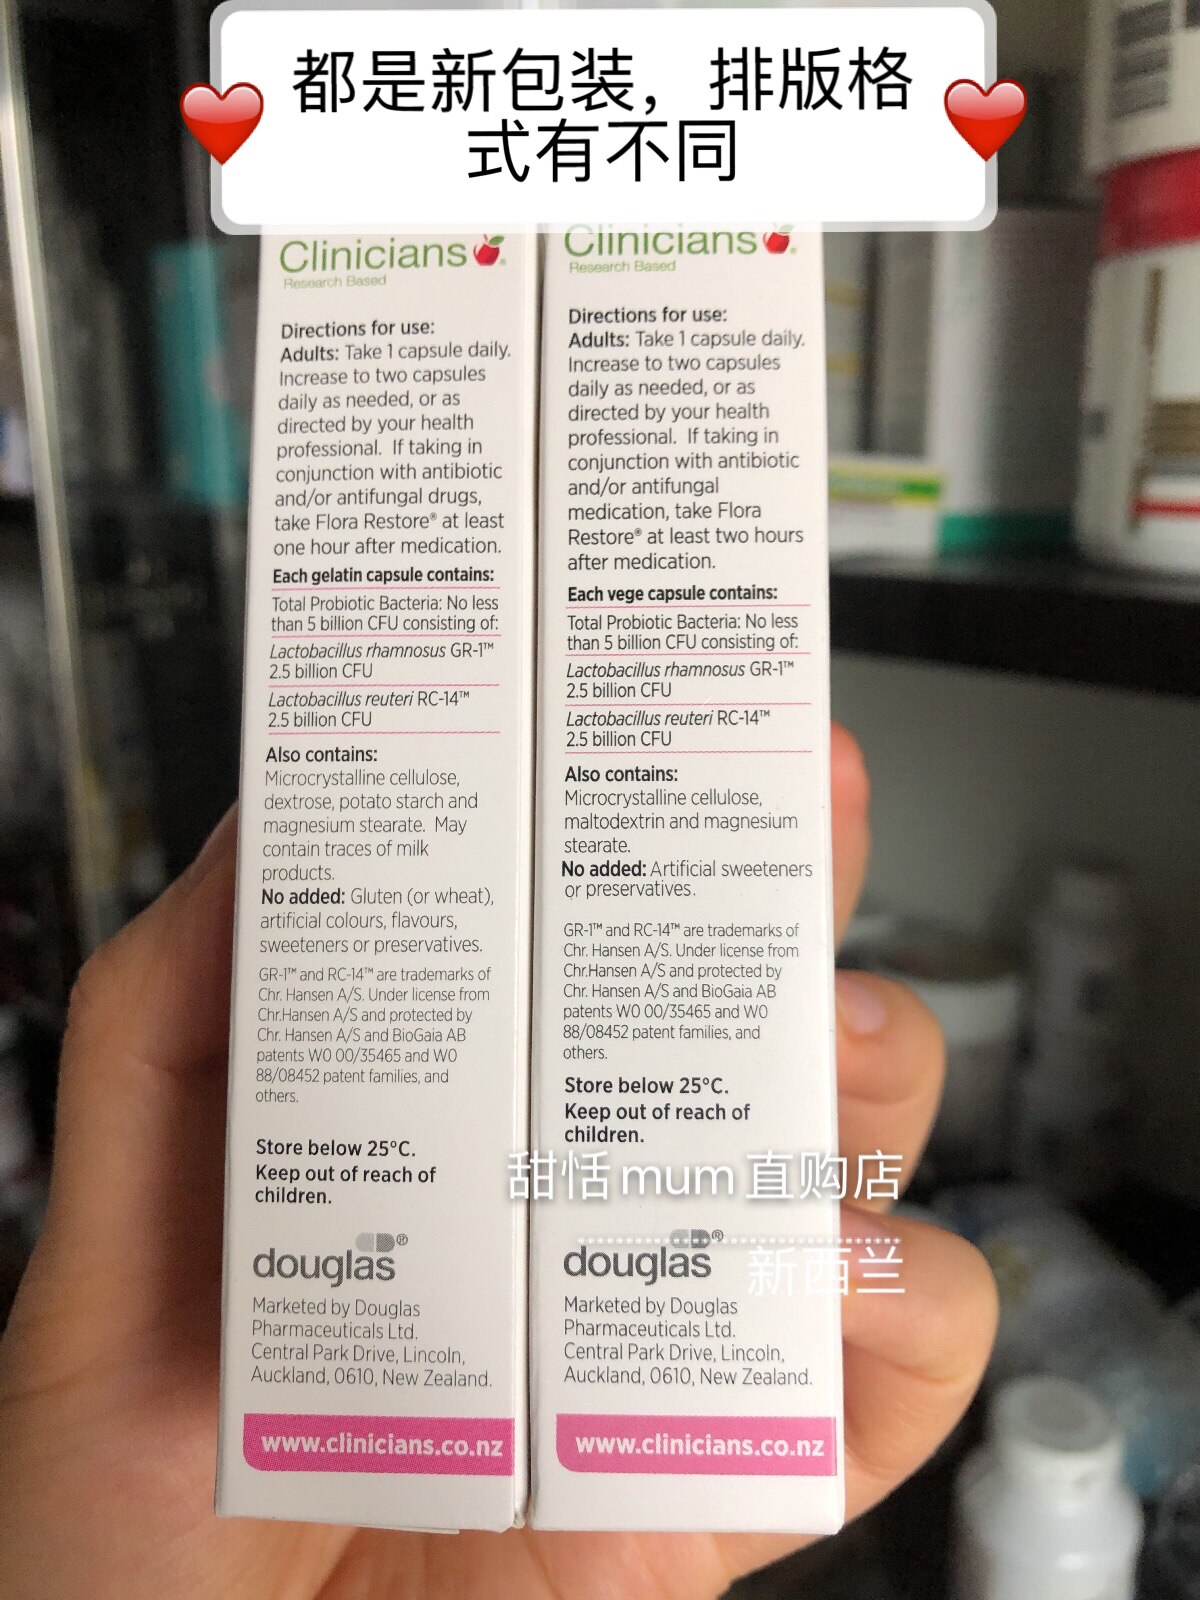 都是新包装，排版格
式有不同
Clinicians
Research Based
Directions for use:
Adults: Take 1 capsule daily.
Increase to two capsules
daily as needed, or as
directed by your health
professional. If taking in
conjunction with antibiotic
and/or antifungal drugs,
take Flora Restore® at least
one hour after medication.
Each gelatin capsule contains:
Total Probiotic Bacteria: No less
than 5 billion CFU consisting of:
Lactobacillus rhamnosus GR-1™
2.5 billion CFU
Lactobacillus reuteri RC-14™
2.5 billion CFU
Also contains:
Microcrystalline cellulose,
dextrose, potato starch and
magnesium stearate. May
contain traces of milk
products.
No added: Gluten (or wheat),
artificial colours, flavours,
sweeteners or preservatives.
GR-1™ and RC-14™ are trademarks of
Chr. Hansen A/S. Under license from
Chr.Hansen A/S and protected by
Chr. Hansen A/S and BioGaia AB
patents WO 00/35465 and WO
88/08452 patent families, and
others.
Store below 25°C.
Keep out of reach of
children.
douglas®
Marketed by Douglas
Pharmaceuticals Ltd.
Central Park Drive, Lincoln,
Auckland, 0610, New Zealand.
www.clinicians.co.nz
Clinicians
Research Based
Directions for use:
Adults: Take 1 capsule daily.
Increase to two capsules
daily as needed, or as
directed by your health
professional. If taking in
conjunction with antibiotic
and/or antifungal
medication, take Flora
Restore® at least two hours
after medication.
Each vege capsule contains:
Total Probiotic Bacteria: No less
than 5 billion CFU consisting of:
Lactobacillus rhamnosus GR-1™
2.5 billion CFU
Lactobacillus reuteri RC-14™
2.5 billion CFU
Also contains:
Microcrystalline cellulose,
maltodextrin and magnesium
stearate.
No added: Artificial sweeteners
or preservatives.
GR-1™ and RC-14™ are trademarks of
Chr. Hansen A/S. Under license from
Chr.Hansen A/S and protected by
Chr. Hansen A/S and BioGaia AB
patents WO 00/35465 and WO
88/08452 patent families, and
others.
Store below 25°C.
Keep out of reach of
children.
douglas®
Marketed by Douglas
Pharmaceuticals Ltd.
Central Park Drive, Lincoln,
Auckland, 0610, New Zealand.
www.clinicians.co.nz
甜恬mum直购店
新西兰